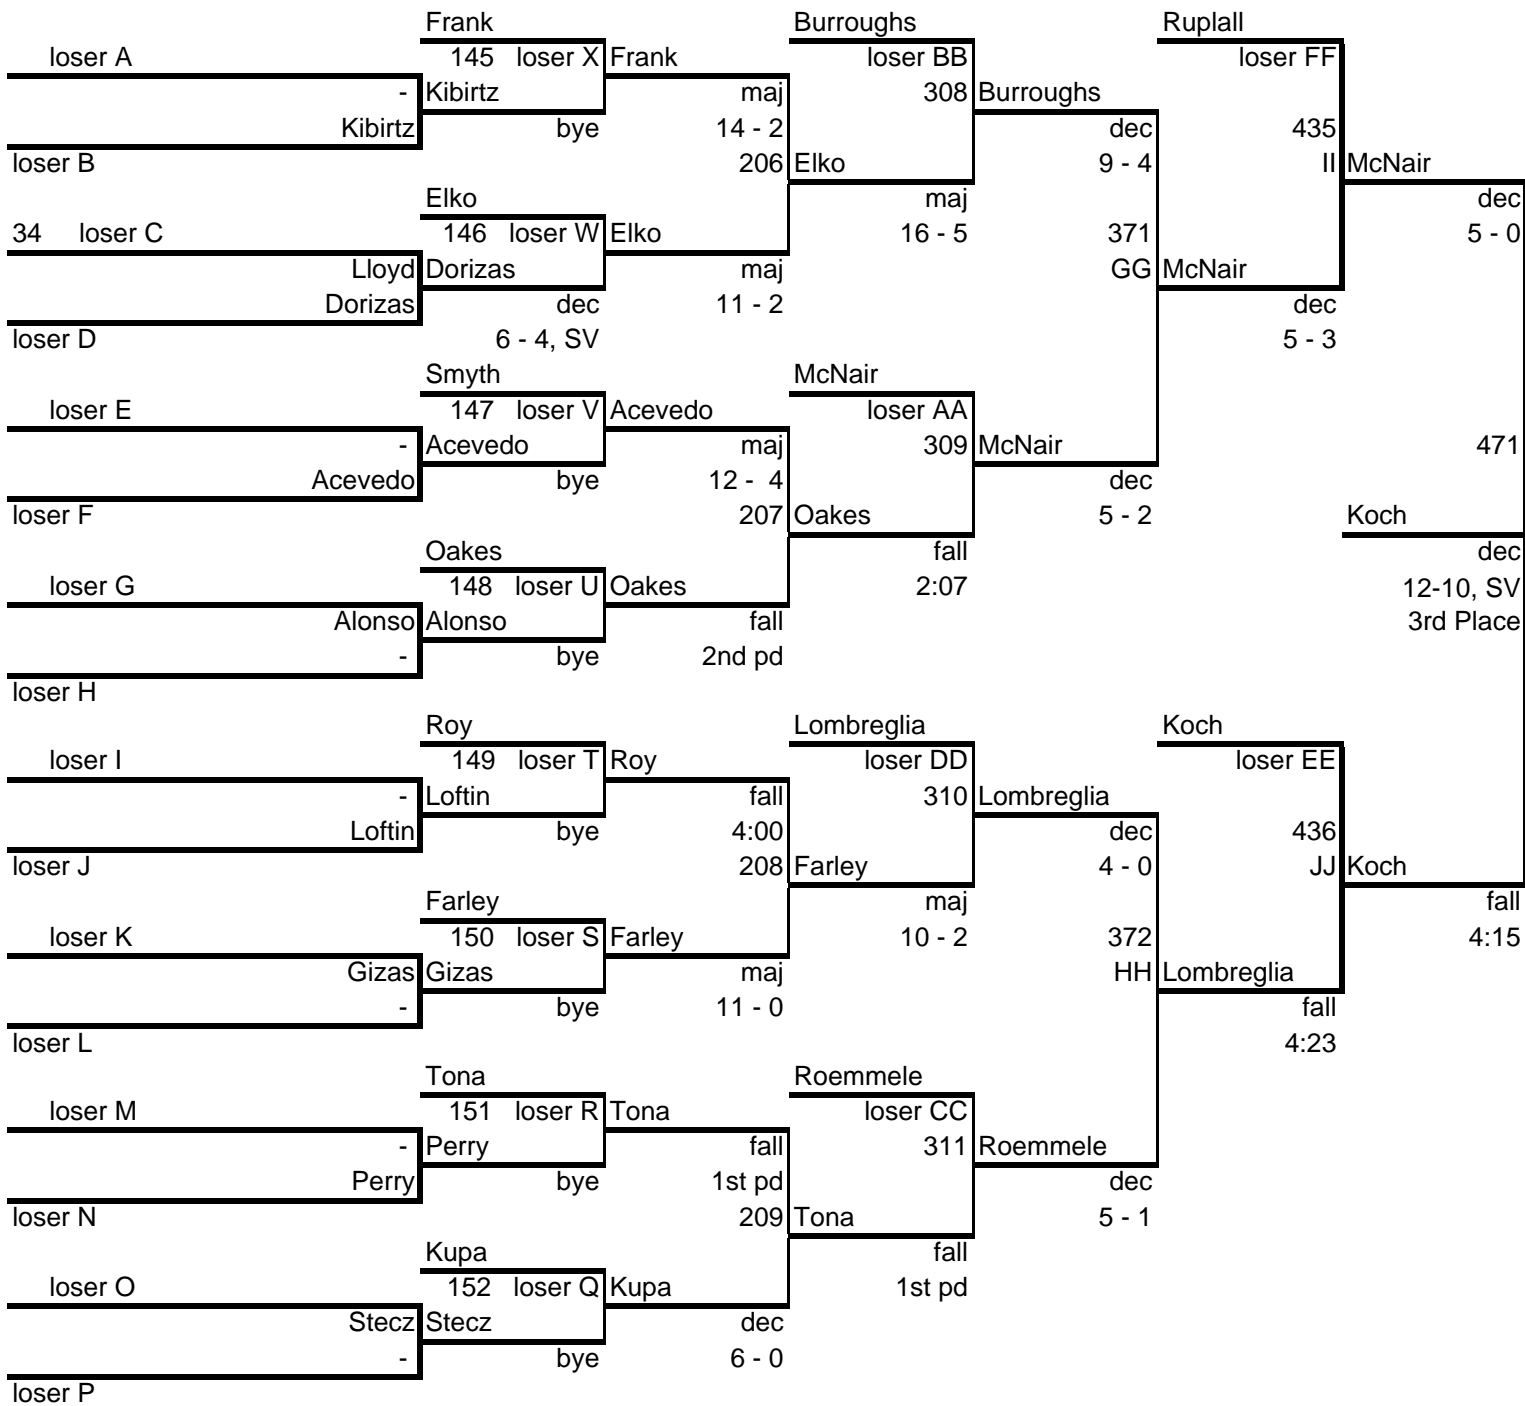 Frank Burroughs Ruplall
loser A 145 loser X Frank loser BB loser FF
- Kibirtz maj 308 Burroughs
Kibirtz bye 14 - 2 dec 435
loser B 206 Elko 9 - 4 II McNair
Elko maj dec
34 loser C 146 loser W Elko 16 - 5 371 5 - 0
Lloyd Dorizas maj GG McNair
Dorizas dec 11 - 2 dec
loser D 6 - 4, SV 5 - 3
Smyth McNair
loser E 147 loser V Acevedo loser AA
- Acevedo maj 309 McNair 471
Acevedo bye 12 - 4 dec
loser F 207 Oakes 5 - 2 Koch
Oakes fall dec
loser G 148 loser U Oakes 2:07 12-10, SV
Alonso Alonso fall 3rd Place
- bye 2nd pd
loser H
Roy Lombreglia Koch
loser I 149 loser T Roy loser DD loser EE
- Loftin fall 310 Lombreglia
Loftin bye 4:00 dec 436
loser J 208 Farley 4 - 0 JJ Koch
Farley maj fall
loser K 150 loser S Farley 10 - 2 372 4:15
Gizas Gizas maj HH Lombreglia
- bye 11 - 0 fall
loser L 4:23
Tona Roemmele
loser M 151 loser R Tona loser CC
- Perry fall 311 Roemmele
Perry bye 1st pd dec
loser N 209 Tona 5 - 1
Kupa fall
loser O 152 loser Q Kupa 1st pd
Stecz Stecz dec
- bye 6 - 0
loser P